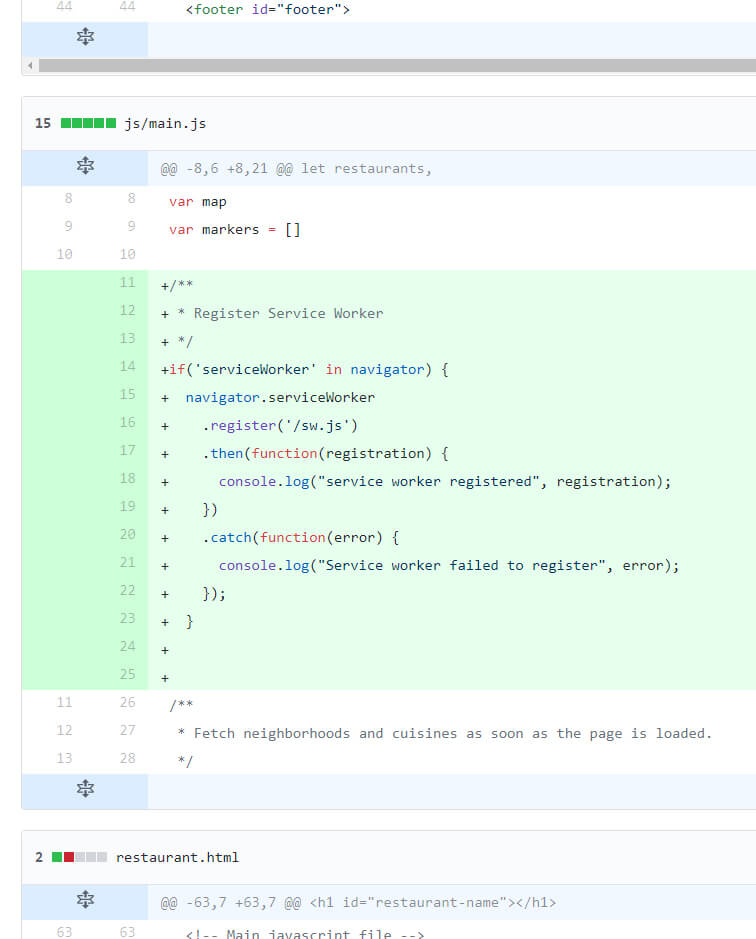 44 44 <footer id="footer">
15 js/main.js
@@ -8,6 +8,21 @@ let restaurants,
8 8 var map
9 9 var markers = []
10 10
11 +/**
12 + * Register Service Worker
13 + */
14 +if('serviceWorker' in navigator) {
15 + navigator.serviceWorker
16 + .register('/sw.js')
17 + .then(function(registration) {
18 + console.log("service worker registered", registration);
19 + })
20 + .catch(function(error) {
21 + console.log("Service worker failed to register", error);
22 + });
23 + }
24 +
25 +
11 26 /**
12 27 * Fetch neighborhoods and cuisines as soon as the page is loaded.
13 28 */
2 restaurant.html
@@ -63,7 +63,7 @@ <h1 id="restaurant-name"></h1>
63 63 <!-- Main javascript file -->